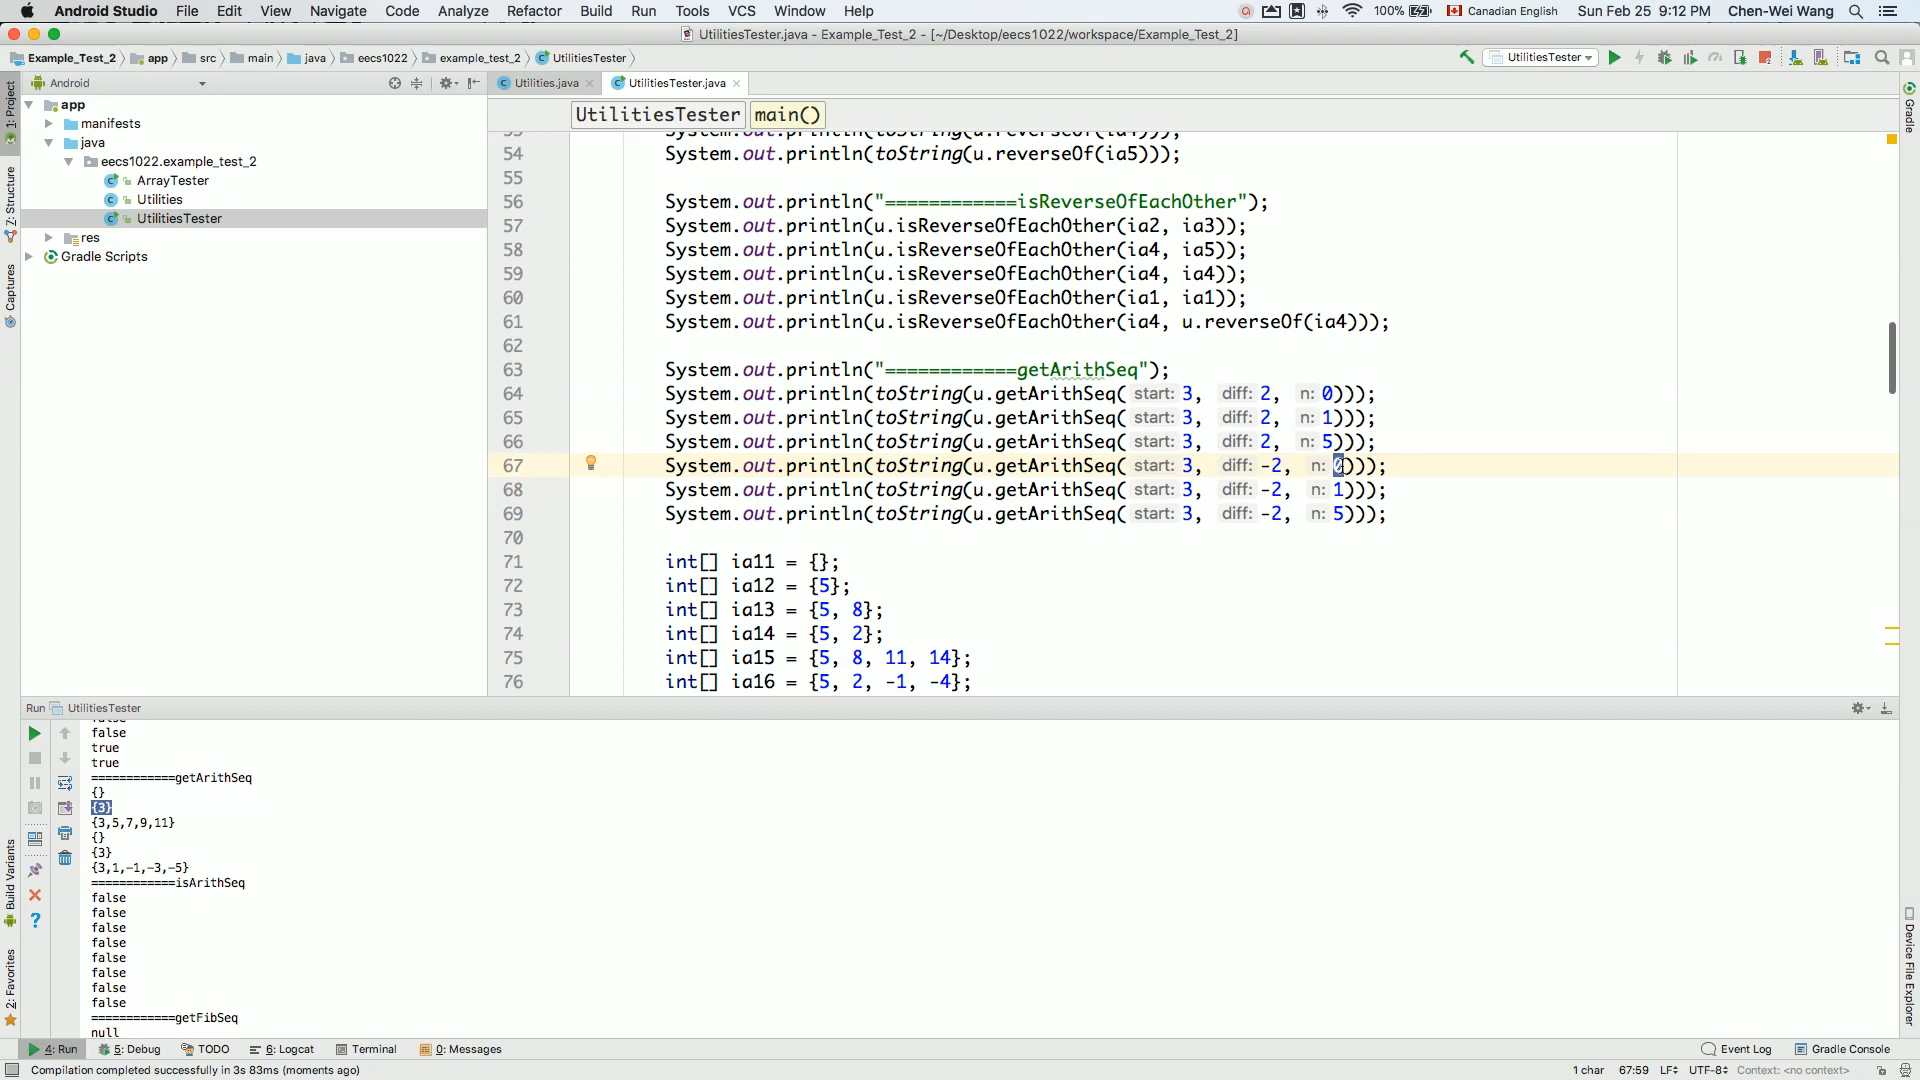 Android Studio File Edit View Navigate Code Analyze Refactor Build Run Tools VCS Window Help 100% Canadian English Sun Feb 25 9:12 PM Chen-Wei Wang
UtilitiesTester.java - Example_Test_2 - [~/Desktop/eecs1022/workspace/Example_Test_2]
Example_Test_2 app src main java eecs1022 example_test_2 UtilitiesTester UtilitiesTester
Android
Utilities.java UtilitiesTester.java
UtilitiesTester main()
app
manifests
java
eecs1022.example_test_2
ArrayTester
Utilities
UtilitiesTester
res
Gradle Scripts
1: Project
Z: Structure
Captures
Build Variants
2: Favorites
Gradle
Device File Explorer
54 System.out.println(toString(u.reverseOf(ia5)));
55
56 System.out.println("============isReverseOfEachOther");
57 System.out.println(u.isReverseOfEachOther(ia2, ia3));
58 System.out.println(u.isReverseOfEachOther(ia4, ia5));
59 System.out.println(u.isReverseOfEachOther(ia4, ia4));
60 System.out.println(u.isReverseOfEachOther(ia1, ia1));
61 System.out.println(u.isReverseOfEachOther(ia4, u.reverseOf(ia4)));
62
63 System.out.println("============getArithSeq");
64 System.out.println(toString(u.getArithSeq( start: 3, diff: 2, n: 0)));
65 System.out.println(toString(u.getArithSeq( start: 3, diff: 2, n: 1)));
66 System.out.println(toString(u.getArithSeq( start: 3, diff: 2, n: 5)));
67 System.out.println(toString(u.getArithSeq( start: 3, diff: -2, n: 0)));
68 System.out.println(toString(u.getArithSeq( start: 3, diff: -2, n: 1)));
69 System.out.println(toString(u.getArithSeq( start: 3, diff: -2, n: 5)));
70
71 int[] ia11 = {};
72 int[] ia12 = {5};
73 int[] ia13 = {5, 8};
74 int[] ia14 = {5, 2};
75 int[] ia15 = {5, 8, 11, 14};
76 int[] ia16 = {5, 2, -1, -4};
Run UtilitiesTester
false
true
true
============getArithSeq
{}
{3}
{3,5,7,9,11}
{}
{3}
{3,1,-1,-3,-5}
============isArithSeq
false
false
false
false
false
false
false
false
============getFibSeq
null
4: Run 5: Debug TODO 6: Logcat Terminal 0: Messages Event Log Gradle Console
Compilation completed successfully in 3s 83ms (moments ago) 1 char 67:59 LF UTF-8 Context: <no context>